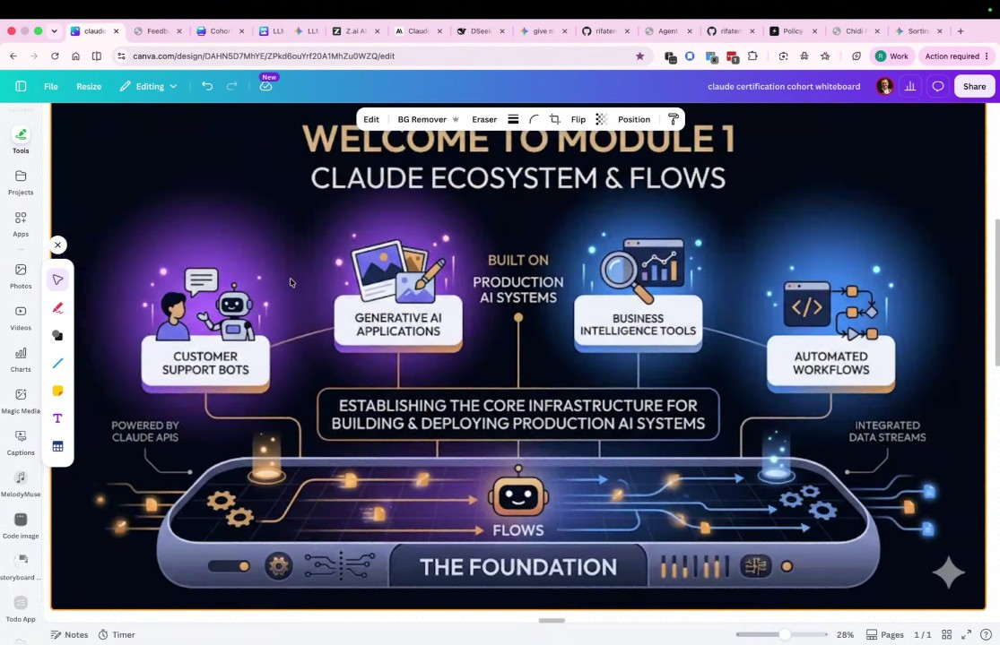 claude
Feedb
Cohor
LLM
LLM
Z.ai AI
Claude
DSeek
give m
rifaten
Agent
rifaten
Policy
Chidi
Sortin
canva.com/design/DAHN5D7MhYE/ZPkd6ouYrf20A1MhZu0WZQ/edit
Work
Action required
File
Resize
Editing
New
claude certification cohort whiteboard
Share
Edit
BG Remover
Eraser
Flip
Position
Tools
Projects
Apps
Photos
Videos
Charts
Magic Media
Captions
MelodyMuse
Code image
storyboard ...
Todo App
WELCOME TO MODULE 1
CLAUDE ECOSYSTEM & FLOWS
BUILT ON
PRODUCTION
AI SYSTEMS
CUSTOMER
SUPPORT BOTS
GENERATIVE AI
APPLICATIONS
BUSINESS
INTELLIGENCE TOOLS
AUTOMATED
WORKFLOWS
ESTABLISHING THE CORE INFRASTRUCTURE FOR
BUILDING & DEPLOYING PRODUCTION AI SYSTEMS
POWERED BY
CLAUDE APIS
INTEGRATED
DATA STREAMS
FLOWS
THE FOUNDATION
Notes
Timer
28%
Pages
1 / 1